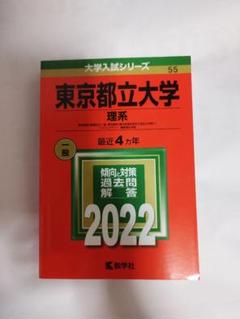 大学入試シリーズ
55
東京都立大学
理系
一般
最近4カ年
傾向と対策
過去問
解答
2022
教学社